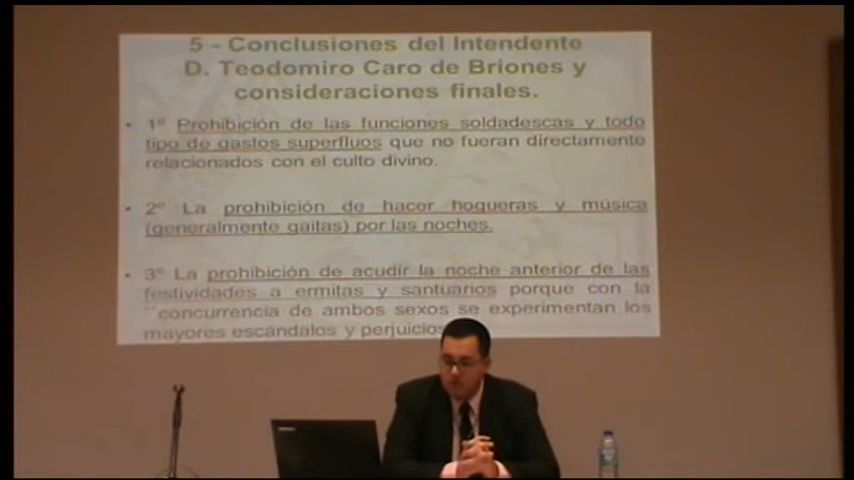 5 - Conclusiones del Intendente
D. Teodomiro Caro de Briones y
consideraciones finales.
• 1º Prohibición de las funciones soldadescas y todo
tipo de gastos superfluos que no fueran directamente
relacionados con el culto divino.
• 2º La prohibición de hacer hogueras y música
(generalmente gaitas) por las noches.
• 3º La prohibición de acudir la noche anterior de las
festividades a ermitas y santuarios porque con la
``concurrencia de ambos sexos se experimentan los
mayores escándalos y perjuicios